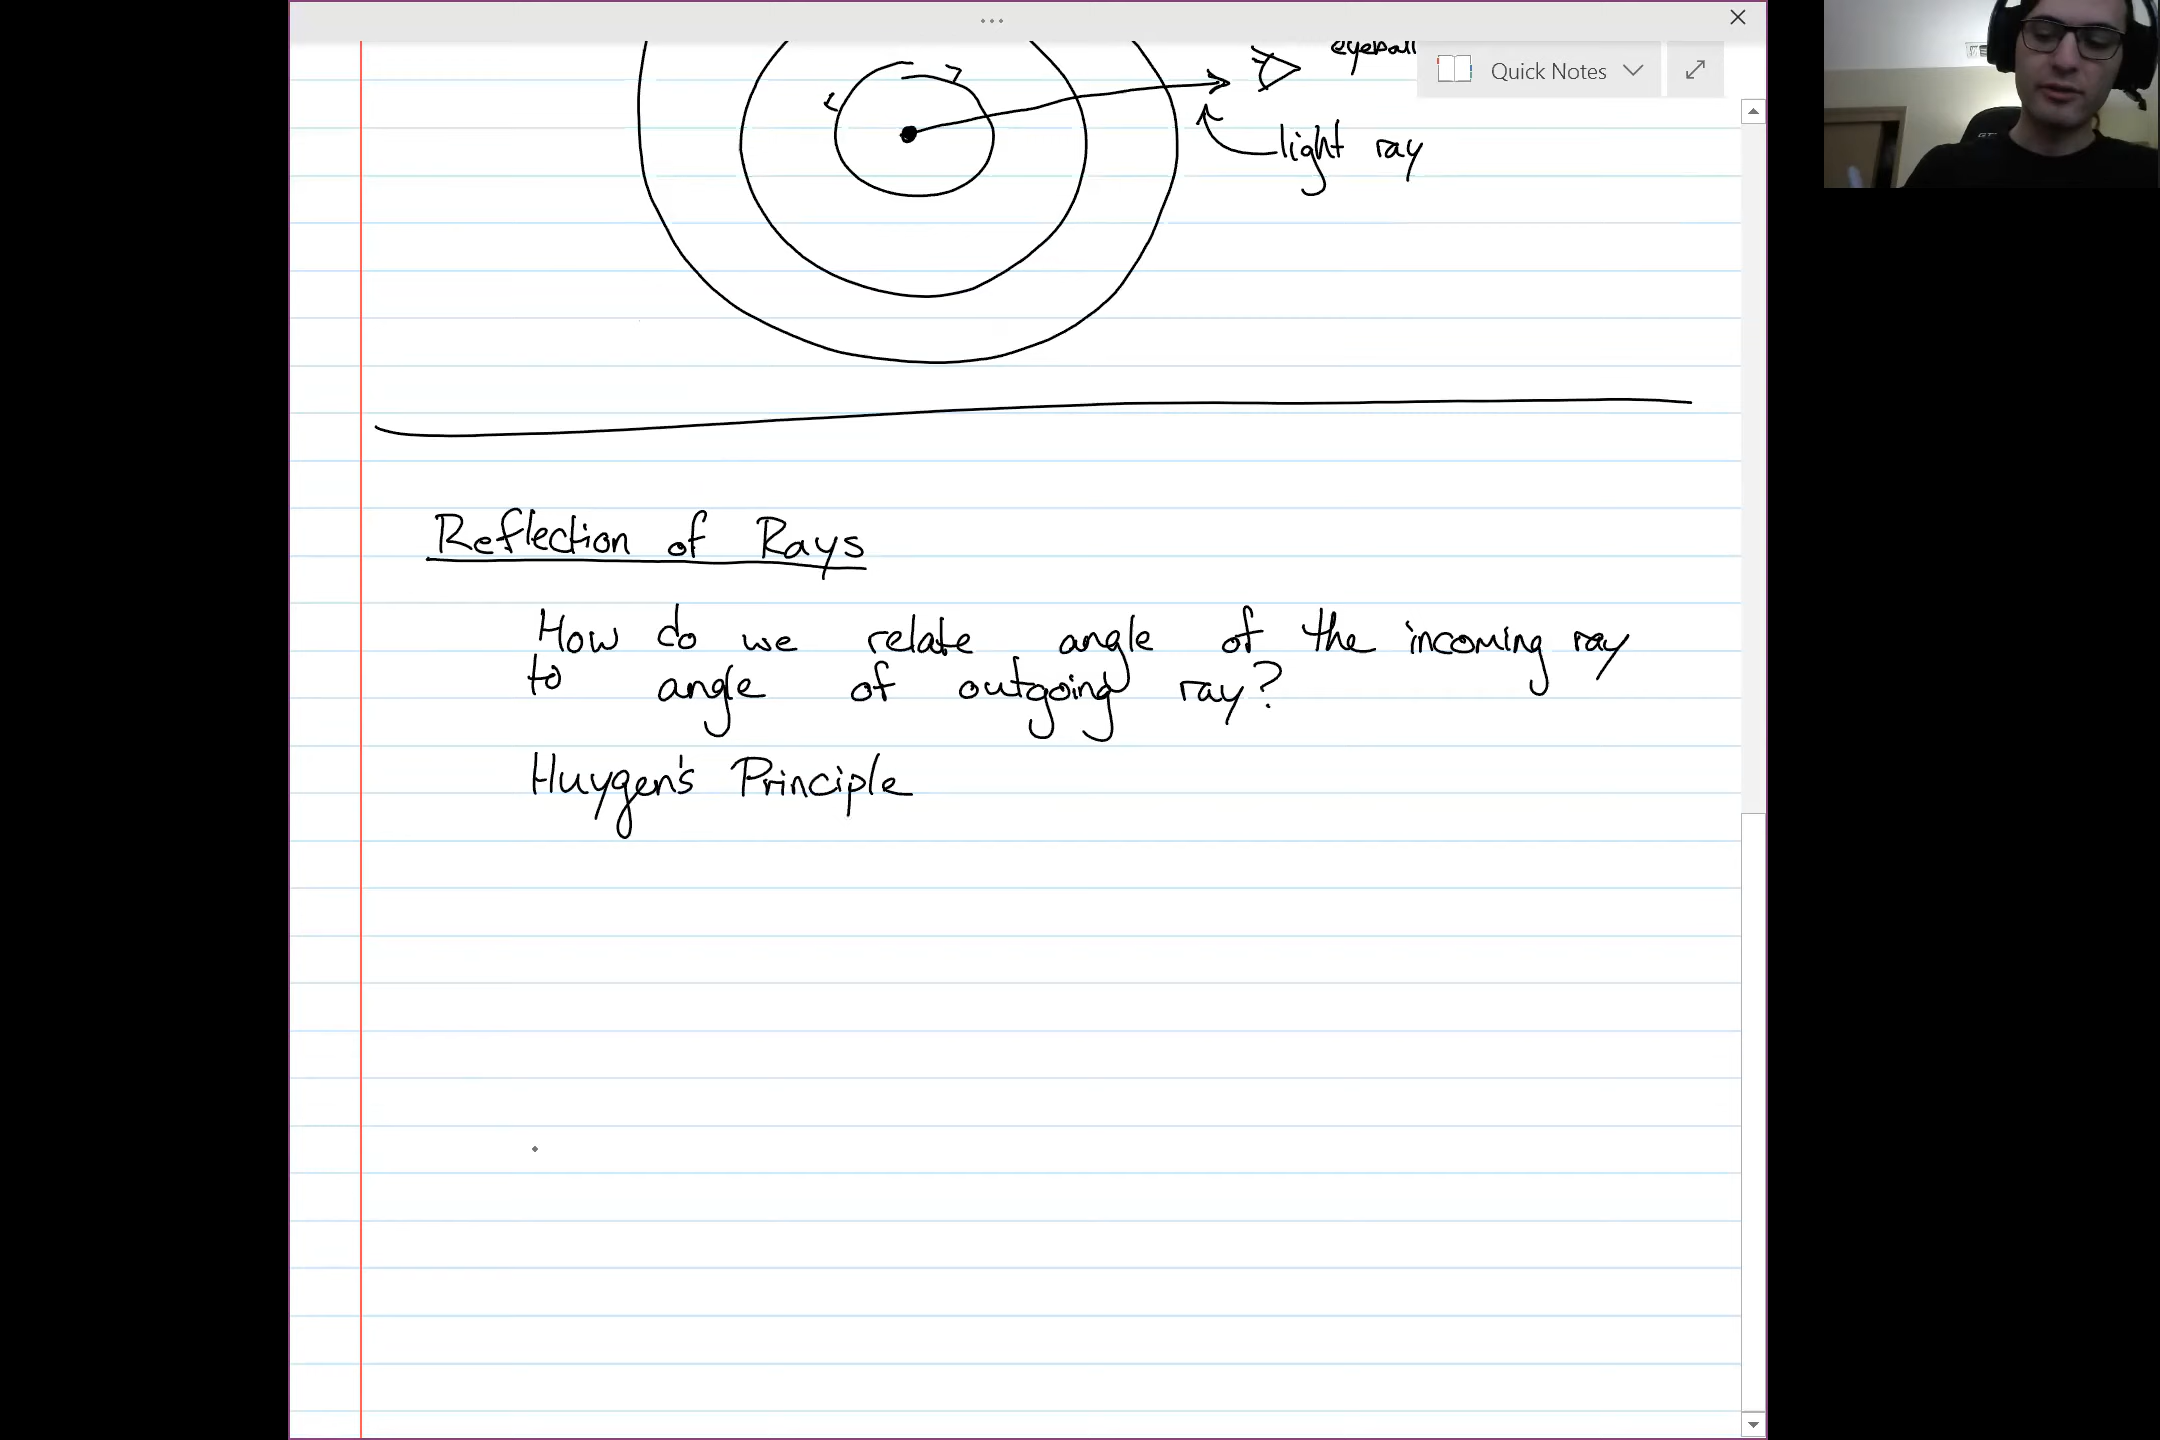 eyeball
Quick Notes
light ray
Reflection of Rays
How do we relate angle of the incoming ray
to angle of outgoing ray?
Huygen's Principle